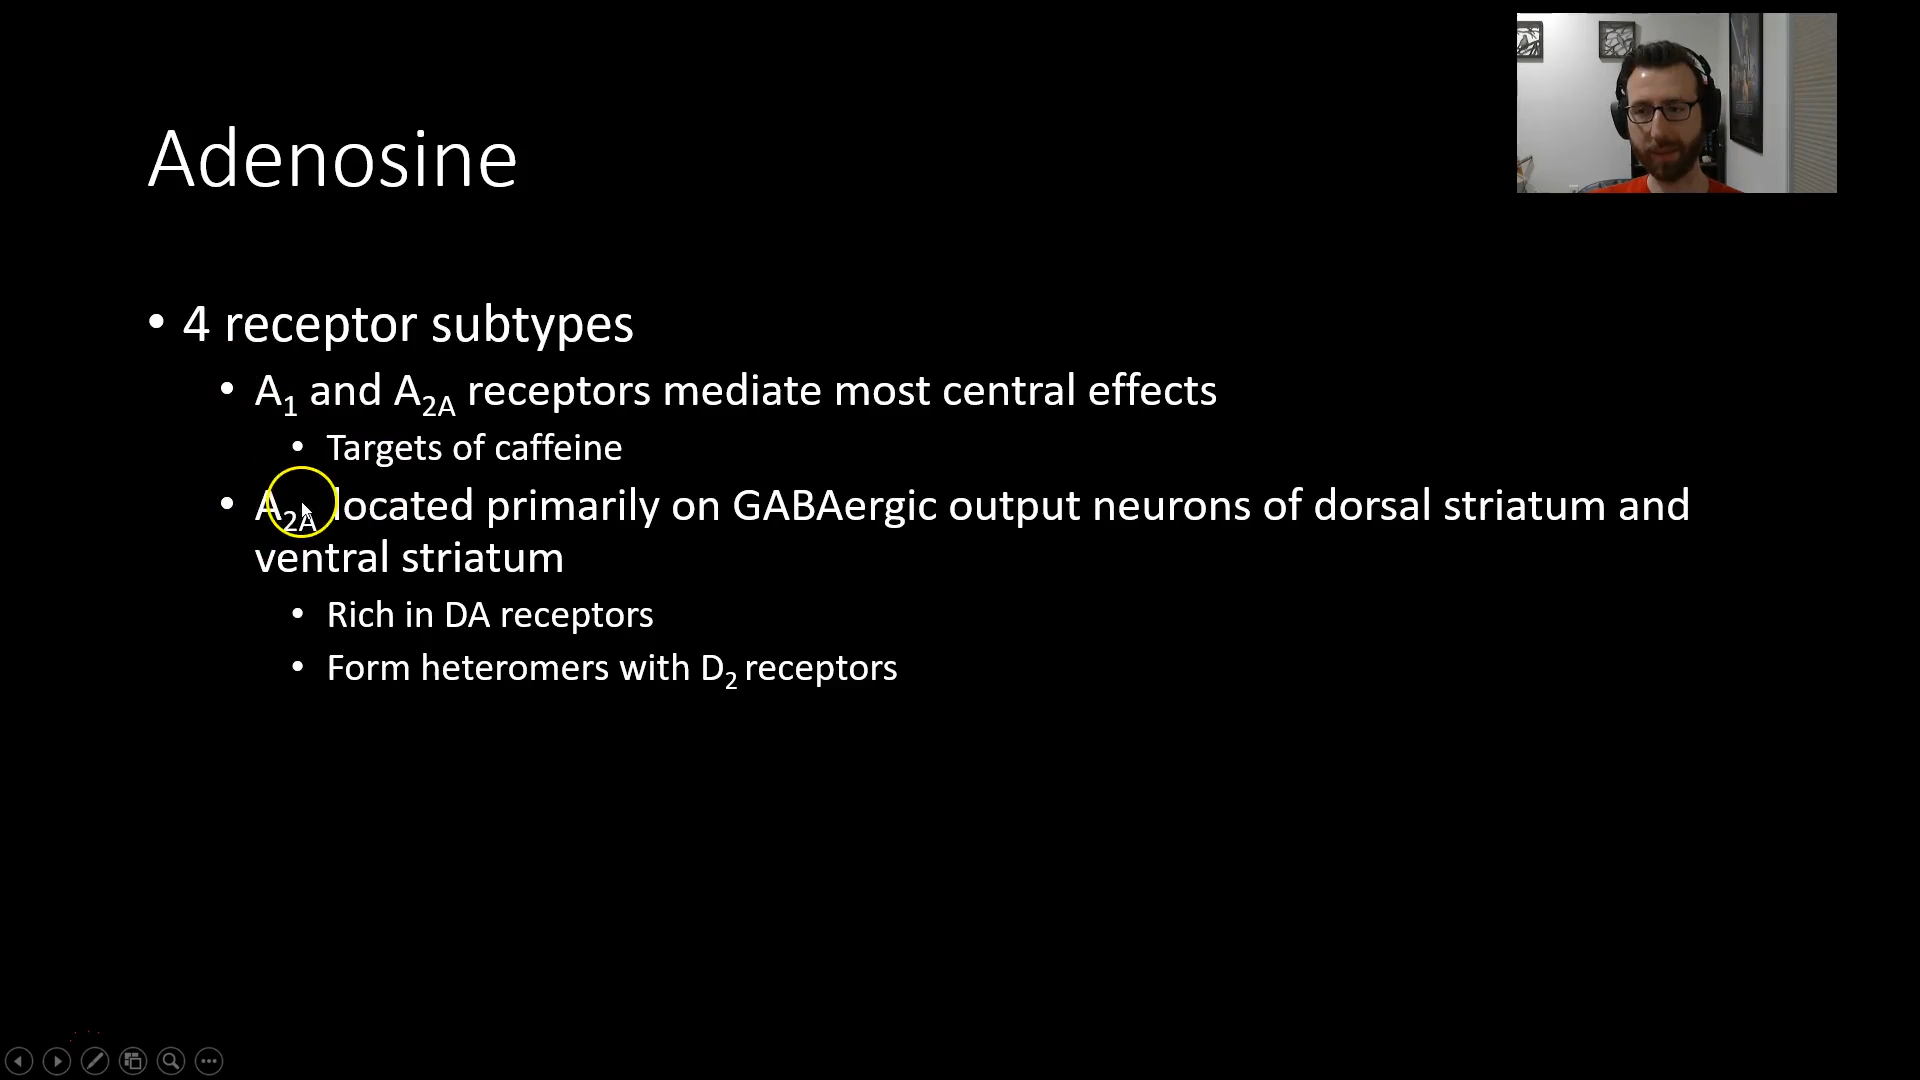 Adenosine
• 4 receptor subtypes
• A₁ and A₂A receptors mediate most central effects
• Targets of caffeine
• A₂A located primarily on GABAergic output neurons of dorsal striatum and
ventral striatum
• Rich in DA receptors
• Form heteromers with D₂ receptors